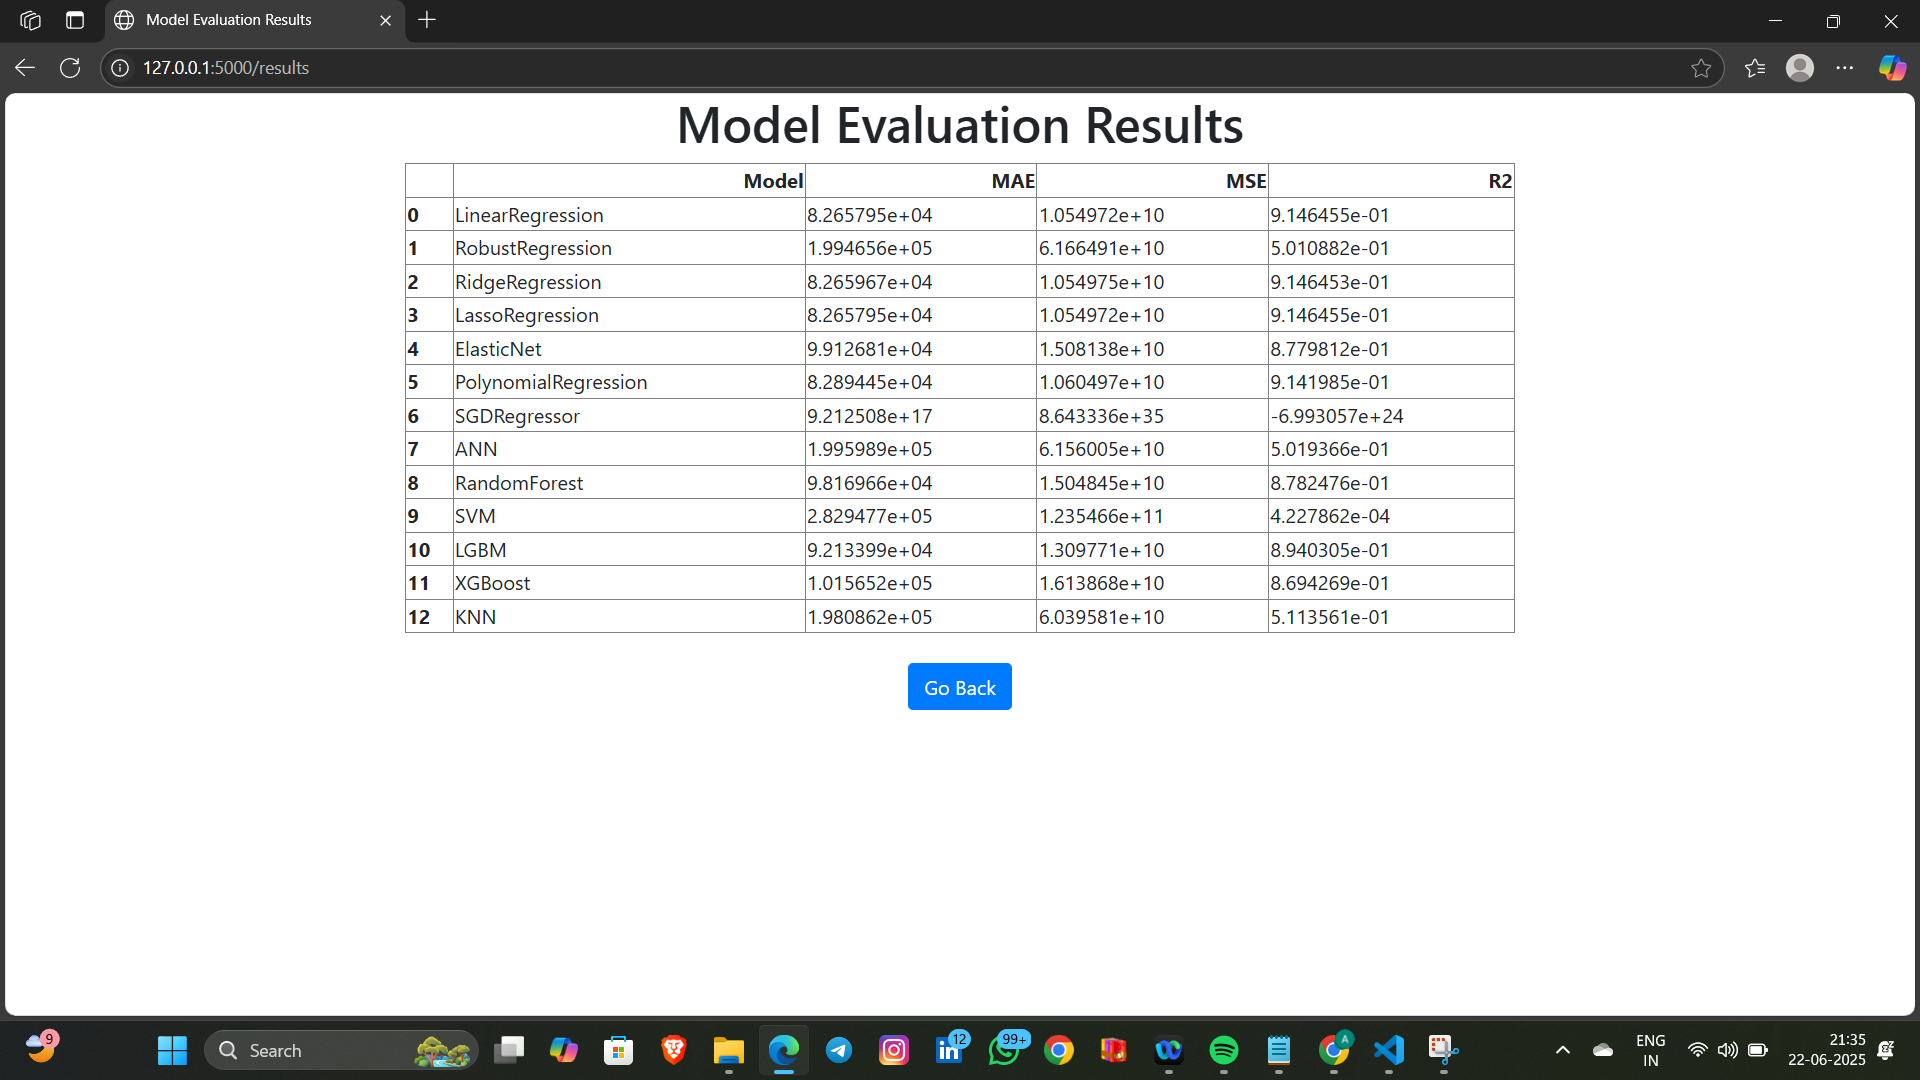 Model Evaluation Results
127.0.0.1:5000/results
Model Evaluation Results
Model MAE MSE R2
0 LinearRegression 8.265795e+04 1.054972e+10 9.146455e-01
1 RobustRegression 1.994656e+05 6.166491e+10 5.010882e-01
2 RidgeRegression 8.265967e+04 1.054975e+10 9.146453e-01
3 LassoRegression 8.265795e+04 1.054972e+10 9.146455e-01
4 ElasticNet 9.912681e+04 1.508138e+10 8.779812e-01
5 PolynomialRegression 8.289445e+04 1.060497e+10 9.141985e-01
6 SGDRegressor 9.212508e+17 8.643336e+35 -6.993057e+24
7 ANN 1.995989e+05 6.156005e+10 5.019366e-01
8 RandomForest 9.816966e+04 1.504845e+10 8.782476e-01
9 SVM 2.829477e+05 1.235466e+11 4.227862e-04
10 LGBM 9.213399e+04 1.309771e+10 8.940305e-01
11 XGBoost 1.015652e+05 1.613868e+10 8.694269e-01
12 KNN 1.980862e+05 6.039581e+10 5.113561e-01
Go Back
9
Search
12
99+
A
ENG
IN
21:35
22-06-2025